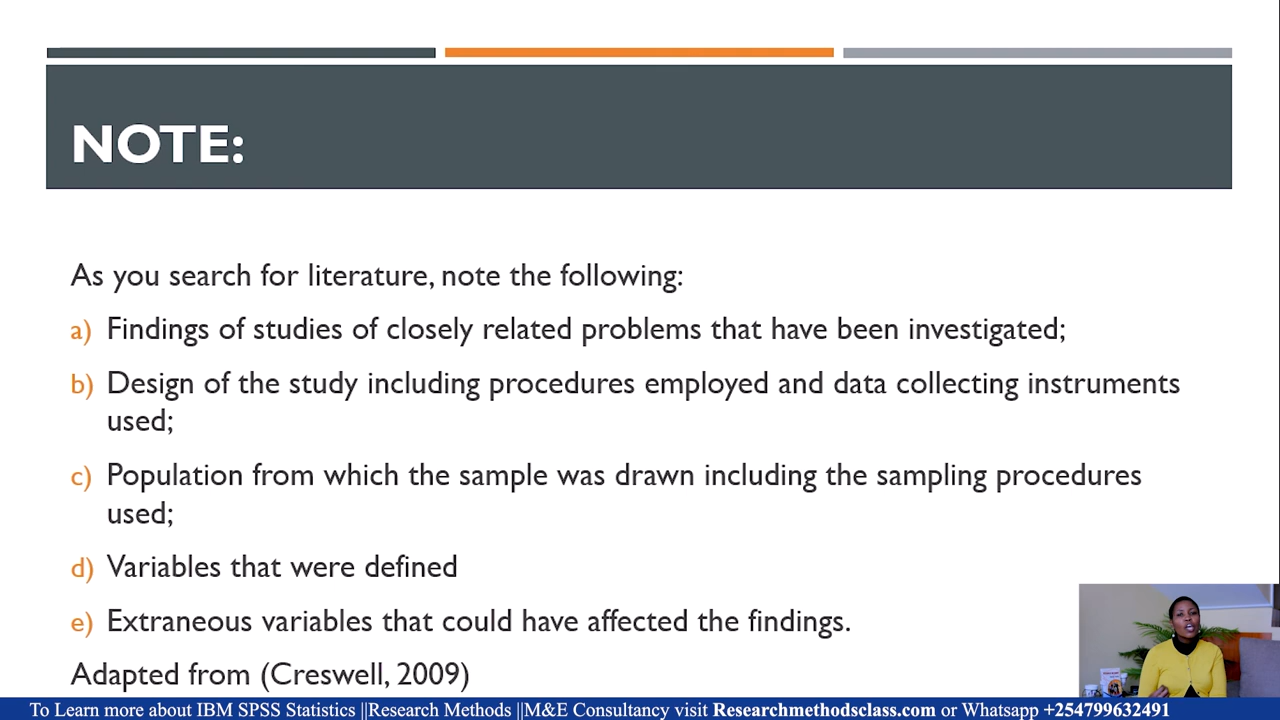 NOTE:
As you search for literature, note the following:
a) Findings of studies of closely related problems that have been investigated;
b) Design of the study including procedures employed and data collecting instruments
used;
c) Population from which the sample was drawn including the sampling procedures
used;
d) Variables that were defined
e) Extraneous variables that could have affected the findings.
Adapted from (Creswell, 2009)
To Learn more about IBM SPSS Statistics ||Research Methods ||M&E Consultancy visit Researchmethodsclass.com or Whatsapp +254799632491